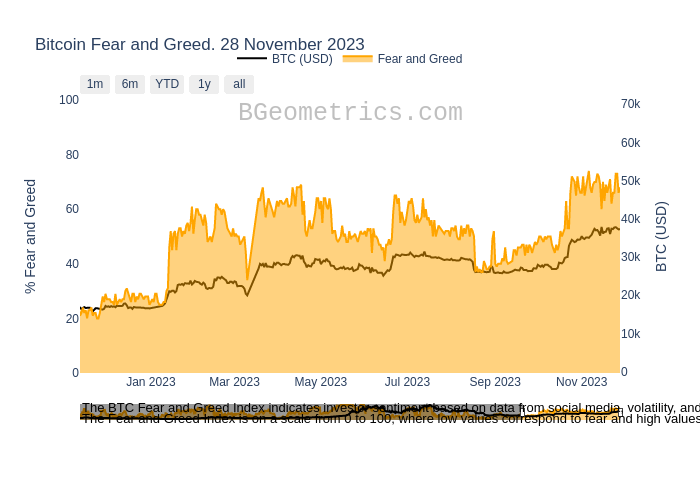 Bitcoin Fear and Greed. 28 November 2023
BTC (USD) Fear and Greed
1m 6m YTD 1y all
BGeometrics.com
100
80
60
40
20
0
% Fear and Greed
70k
60k
50k
40k
30k
20k
10k
0
BTC (USD)
Jan 2023 Mar 2023 May 2023 Jul 2023 Sep 2023 Nov 2023
The BTC Fear and Greed Index indicates investor sentiment based on data from social media, volatility, and
The Fear and Greed Index is on a scale from 0 to 100, where low values correspond to fear and high values